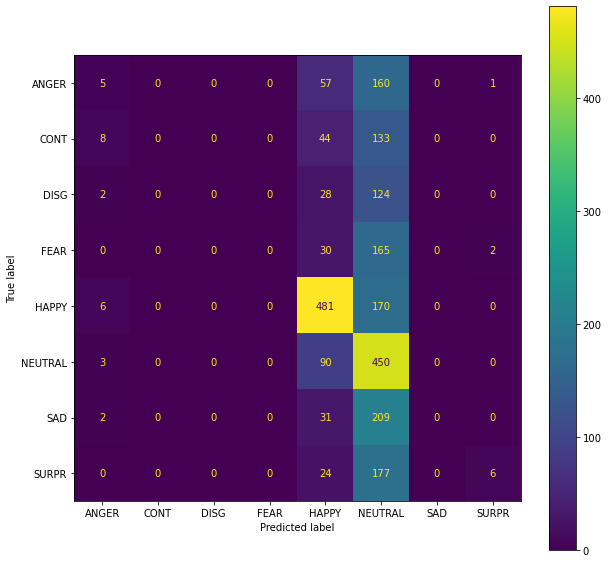 ANGER 5 0 0 0 57 160 0 1
CONT 8 0 0 0 44 133 0 0
DISG 2 0 0 0 28 124 0 0
FEAR 0 0 0 0 30 165 0 2
HAPPY 6 0 0 0 481 170 0 0
NEUTRAL 3 0 0 0 90 450 0 0
SAD 2 0 0 0 31 209 0 0
SURPR 0 0 0 0 24 177 0 6
ANGER CONT DISG FEAR HAPPY NEUTRAL SAD SURPR
Predicted label
True label
400
300
200
100
0